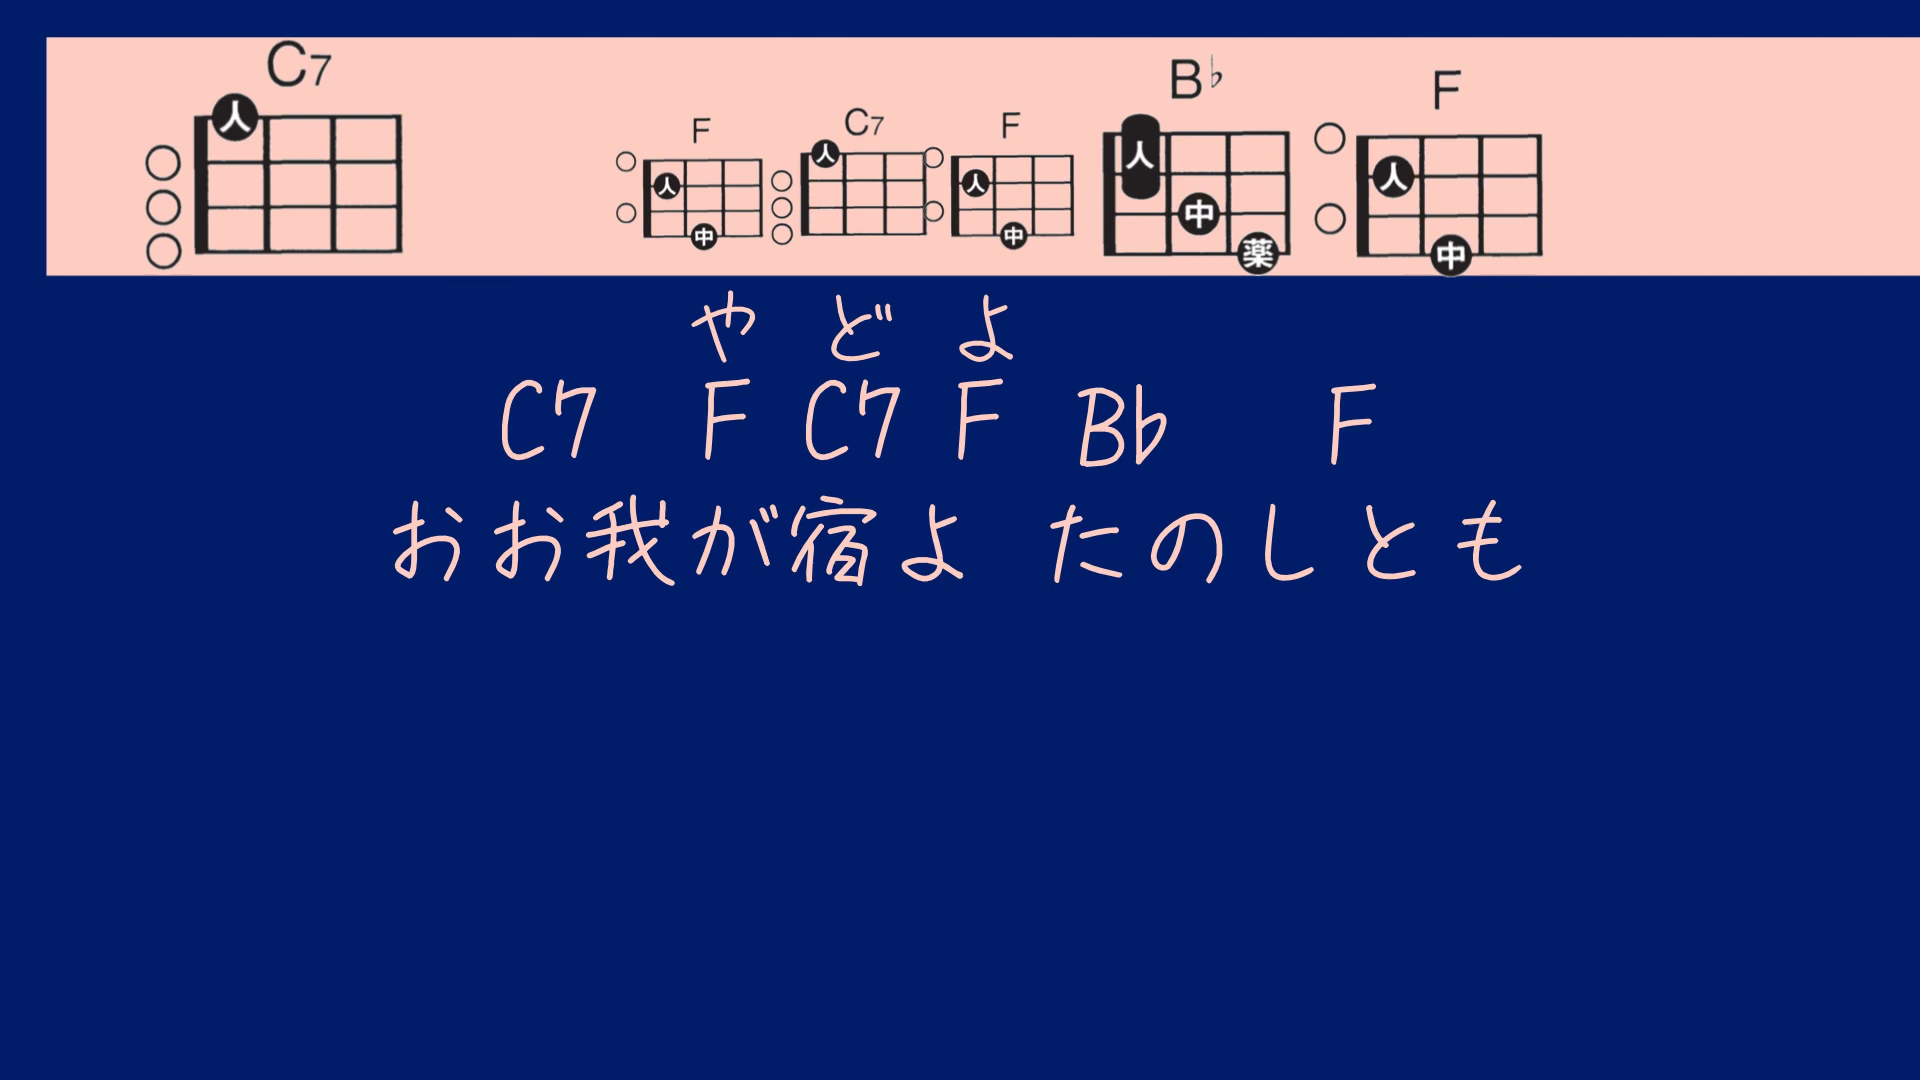 C7 F C7 F B♭ F
人 人 中 人 人 中 人 中 薬 人 中
や ど よ
C7 F C7 F B♭ F
おお我が宿よ たのしとも